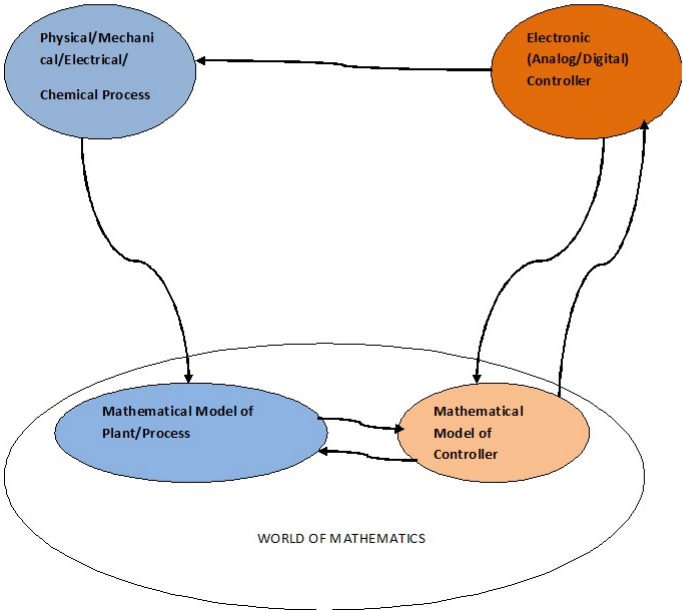 Physical/Mechani
cal/Electrical/
Chemical Process
Electronic
(Analog/Digital)
Controller
Mathematical Model of
Plant/Process
Mathematical
Model of
Controller
WORLD OF MATHEMATICS